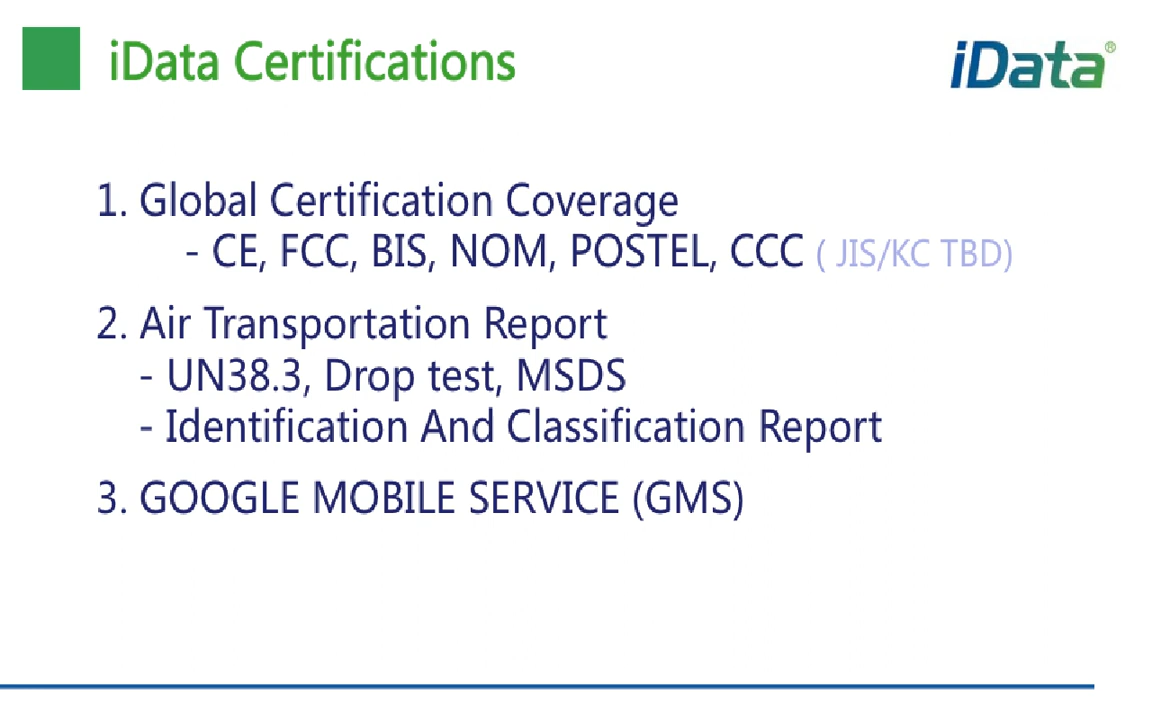 iData Certifications
iData®
1. Global Certification Coverage
- CE, FCC, BIS, NOM, POSTEL, CCC ( JIS/KC TBD)
2. Air Transportation Report
- UN38.3, Drop test, MSDS
- Identification And Classification Report
3. GOOGLE MOBILE SERVICE (GMS)